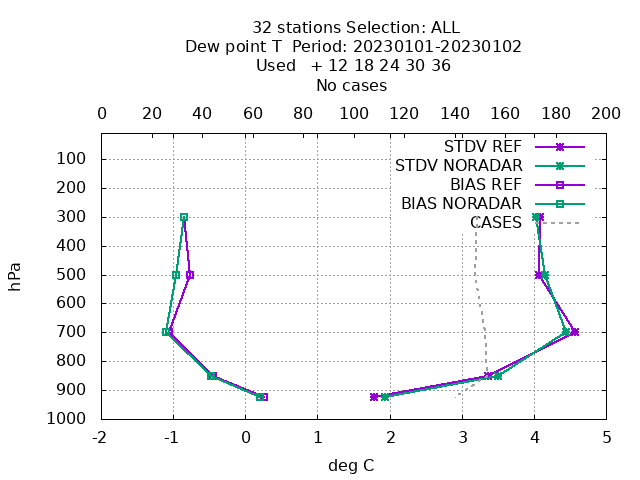 32 stations Selection: ALL
Dew point T  Period: 20230101-20230102
Used   + 12 18 24 30 36
No cases
0 20 40 60 80 100 120 140 160 180 200
STDV REF
STDV NORADAR
BIAS REF
BIAS NORADAR
CASES
100
200
300
400
500
600
700
800
900
1000
hPa
-2 -1 0 1 2 3 4 5
deg C